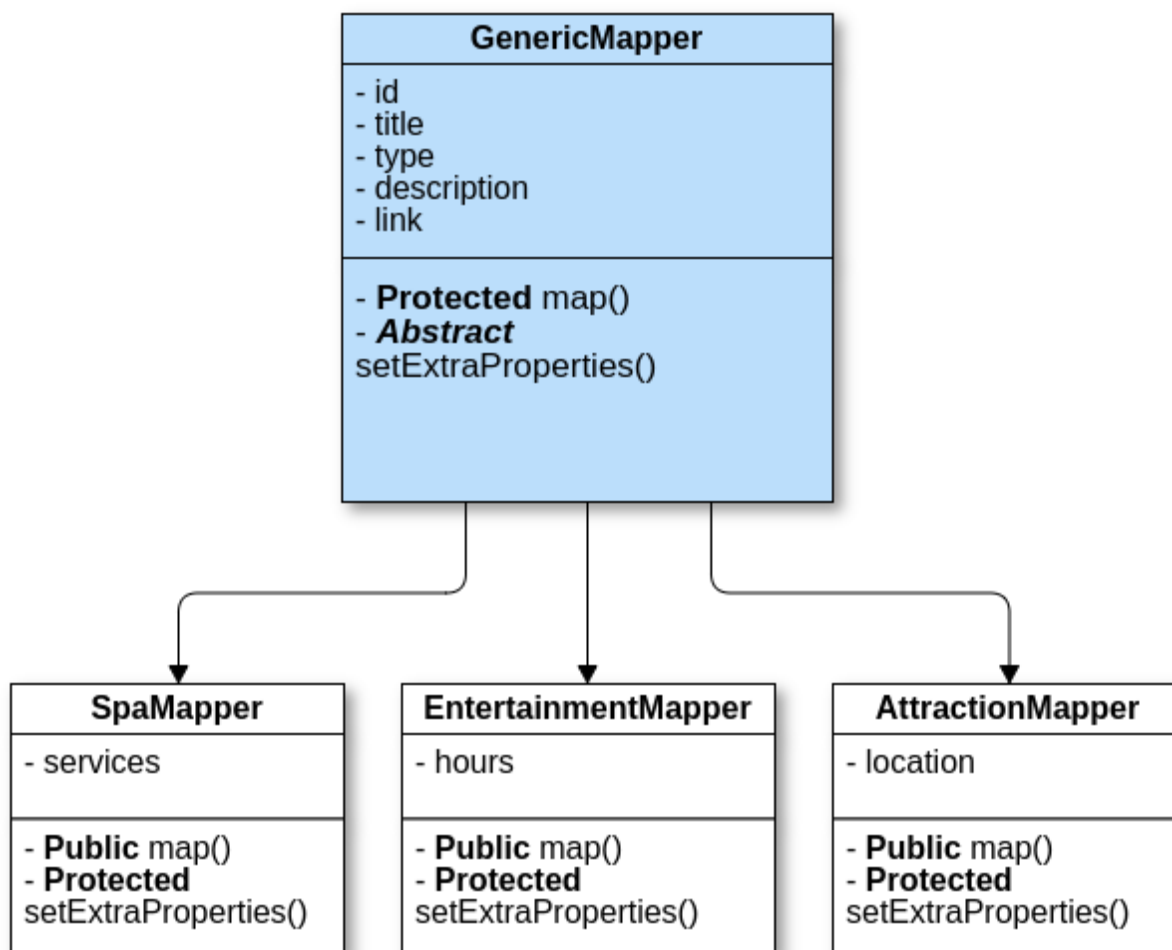 GenericMapper
- id
- title
- type
- description
- link
- Protected map()
- Abstract
setExtraProperties()
SpaMapper
- services
- Public map()
- Protected
setExtraProperties()
EntertainmentMapper
- hours
- Public map()
- Protected
setExtraProperties()
AttractionMapper
- location
- Public map()
- Protected
setExtraProperties()